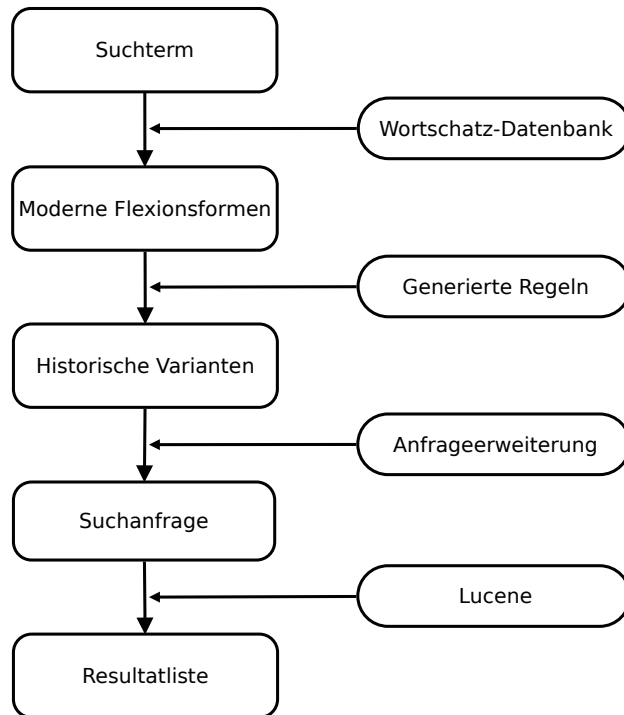 Suchterm
Wortschatz-Datenbank
Moderne Flexionsformen
Generierte Regeln
Historische Varianten
Anfrageerweiterung
Suchanfrage
Lucene
Resultatliste